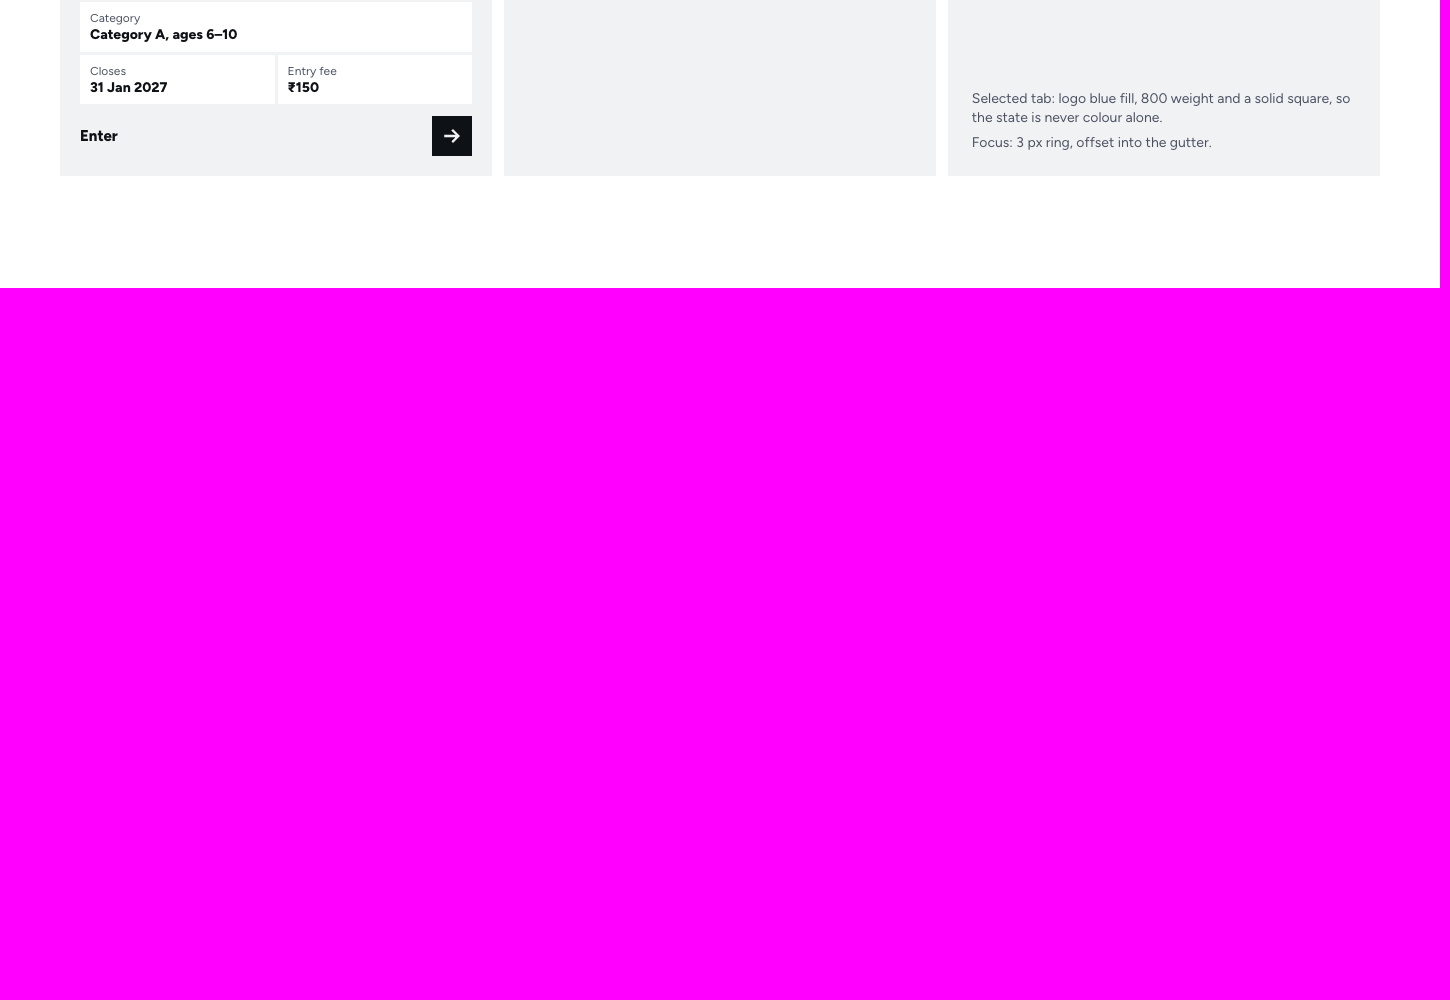 Category
Category A, ages 6–10
Closes
31 Jan 2027
Entry fee
₹150
Enter
Selected tab: logo blue fill, 800 weight and a solid square, so
the state is never colour alone.
Focus: 3 px ring, offset into the gutter.